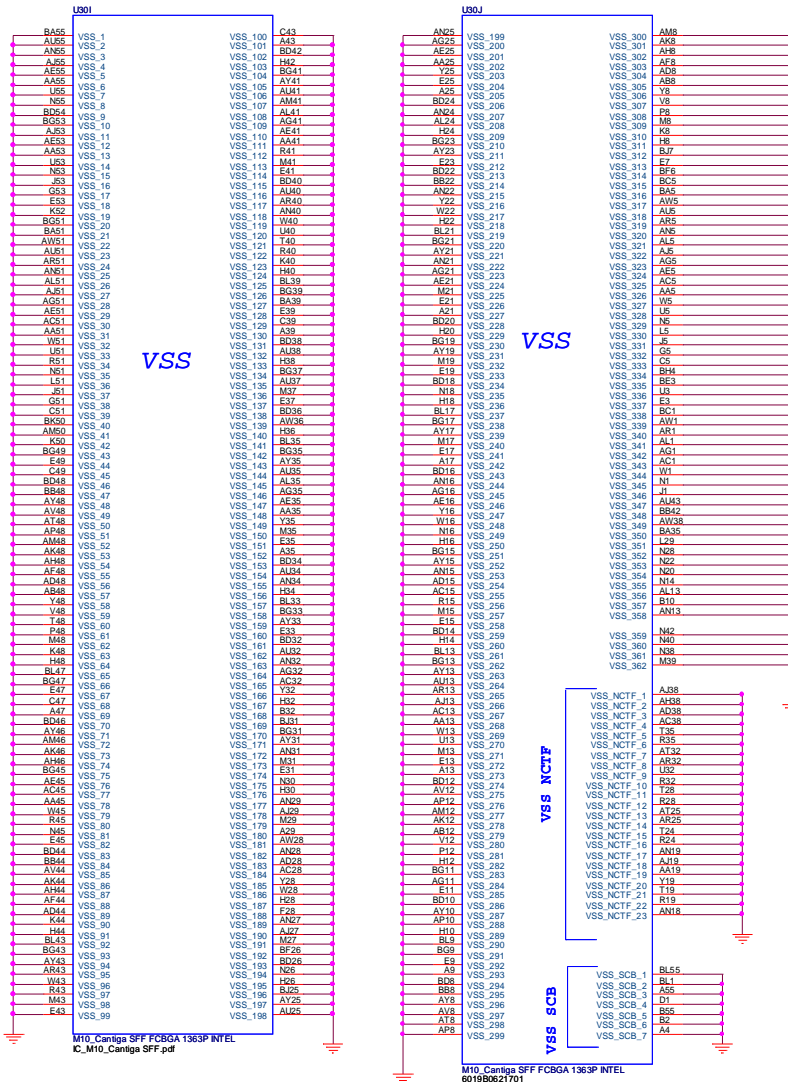 U30I
BA55 VSS_1
AU55 VSS_2
AN55 VSS_3
AJ55 VSS_4
AE55 VSS_5
AA55 VSS_6
U55 VSS_7
N55 VSS_8
BD54 VSS_9
BG53 VSS_10
AJ53 VSS_11
AE53 VSS_12
AA53 VSS_13
U53 VSS_14
N53 VSS_15
J53 VSS_16
G53 VSS_17
E53 VSS_18
K52 VSS_19
BG51 VSS_20
BA51 VSS_21
AW51 VSS_22
AU51 VSS_23
AR51 VSS_24
AN51 VSS_25
AL51 VSS_26
AJ51 VSS_27
AG51 VSS_28
AE51 VSS_29
AC51 VSS_30
AA51 VSS_31
W51 VSS_32
U51 VSS_33
R51 VSS_34
N51 VSS_35
L51 VSS_36
J51 VSS_37
G51 VSS_38
C51 VSS_39
BK50 VSS_40
AM50 VSS_41
K50 VSS_42
BG49 VSS_43
E49 VSS_44
C49 VSS_45
BD48 VSS_46
BB48 VSS_47
AY48 VSS_48
AV48 VSS_49
AT48 VSS_50
AP48 VSS_51
AM48 VSS_52
AK48 VSS_53
AH48 VSS_54
AF48 VSS_55
AD48 VSS_56
AB48 VSS_57
Y48 VSS_58
V48 VSS_59
T48 VSS_60
P48 VSS_61
M48 VSS_62
K48 VSS_63
H48 VSS_64
BL47 VSS_65
BG47 VSS_66
E47 VSS_67
C47 VSS_68
A47 VSS_69
BD46 VSS_70
AY46 VSS_71
AM46 VSS_72
AK46 VSS_73
AH46 VSS_74
BG45 VSS_75
AE45 VSS_76
AC45 VSS_77
AA45 VSS_78
W45 VSS_79
R45 VSS_80
N45 VSS_81
E45 VSS_82
BD44 VSS_83
BB44 VSS_84
AV44 VSS_85
AK44 VSS_86
AH44 VSS_87
AF44 VSS_88
AD44 VSS_89
K44 VSS_90
H44 VSS_91
BL43 VSS_92
BG43 VSS_93
AY43 VSS_94
AR43 VSS_95
W43 VSS_96
R43 VSS_97
M43 VSS_98
E43 VSS_99
VSS
VSS_100 C43
VSS_101 A43
VSS_102 BD42
VSS_103 H42
VSS_104 BG41
VSS_105 AY41
VSS_106 AU41
VSS_107 AM41
VSS_108 AL41
VSS_109 AG41
VSS_110 AE41
VSS_111 AA41
VSS_112 R41
VSS_113 M41
VSS_114 E41
VSS_115 BD40
VSS_116 AU40
VSS_117 AR40
VSS_118 AN40
VSS_119 W40
VSS_120 U40
VSS_121 T40
VSS_122 R40
VSS_123 K40
VSS_124 H40
VSS_125 BL39
VSS_126 BG39
VSS_127 BA39
VSS_128 E39
VSS_129 C39
VSS_130 A39
VSS_131 BD38
VSS_132 AU38
VSS_133 H38
VSS_134 BG37
VSS_135 AU37
VSS_136 M37
VSS_137 E37
VSS_138 BD36
VSS_139 AW36
VSS_140 H36
VSS_141 BL35
VSS_142 BG35
VSS_143 AY35
VSS_144 AU35
VSS_145 AL35
VSS_146 AG35
VSS_147 AE35
VSS_148 AA35
VSS_149 Y35
VSS_150 M35
VSS_151 E35
VSS_152 A35
VSS_153 BD34
VSS_154 AU34
VSS_155 AN34
VSS_156 H34
VSS_157 BL33
VSS_158 BG33
VSS_159 AY33
VSS_160 E33
VSS_161 BD32
VSS_162 AU32
VSS_163 AN32
VSS_164 AG32
VSS_165 AC32
VSS_166 Y32
VSS_167 H32
VSS_168 B32
VSS_169 BJ31
VSS_170 BG31
VSS_171 AY31
VSS_172 AN31
VSS_173 M31
VSS_174 E31
VSS_175 N30
VSS_176 H30
VSS_177 AN29
VSS_178 AJ29
VSS_179 M29
VSS_180 A29
VSS_181 AW28
VSS_182 AN28
VSS_183 AD28
VSS_184 AC28
VSS_185 Y28
VSS_186 W28
VSS_187 H28
VSS_188 F28
VSS_189 AN27
VSS_190 AJ27
VSS_191 M27
VSS_192 BF26
VSS_193 BD26
VSS_194 N26
VSS_195 H26
VSS_196 BJ25
VSS_197 AY25
VSS_198 AU25
M10_Cantiga SFF FCBGA 1363P INTEL
IC_M10_Cantiga SFF.pdf
U30J
AN25 VSS_199
AG25 VSS_200
AE25 VSS_201
AA25 VSS_202
Y25 VSS_203
E25 VSS_204
A25 VSS_205
BD24 VSS_206
AN24 VSS_207
AL24 VSS_208
H24 VSS_209
BG23 VSS_210
AY23 VSS_211
E23 VSS_212
BD22 VSS_213
BB22 VSS_214
AN22 VSS_215
Y22 VSS_216
W22 VSS_217
H22 VSS_218
BL21 VSS_219
BG21 VSS_220
AY21 VSS_221
AN21 VSS_222
AG21 VSS_223
AE21 VSS_224
M21 VSS_225
E21 VSS_226
A21 VSS_227
BD20 VSS_228
H20 VSS_229
BG19 VSS_230
AY19 VSS_231
M19 VSS_232
E19 VSS_233
BD18 VSS_234
N18 VSS_235
H18 VSS_236
BL17 VSS_237
BG17 VSS_238
AY17 VSS_239
M17 VSS_240
E17 VSS_241
A17 VSS_242
BD16 VSS_243
AN16 VSS_244
AG16 VSS_245
AE16 VSS_246
Y16 VSS_247
W16 VSS_248
N16 VSS_249
H16 VSS_250
BG15 VSS_251
AY15 VSS_252
AN15 VSS_253
AD15 VSS_254
AC15 VSS_255
R15 VSS_256
M15 VSS_257
E15 VSS_258
BD14 VSS_259
H14 VSS_260
BL13 VSS_261
BG13 VSS_262
AY13 VSS_263
AU13 VSS_264
AR13 VSS_265
AJ13 VSS_266
AC13 VSS_267
AA13 VSS_268
W13 VSS_269
U13 VSS_270
M13 VSS_271
E13 VSS_272
A13 VSS_273
BD12 VSS_274
AV12 VSS_275
AP12 VSS_276
AM12 VSS_277
AK12 VSS_278
AB12 VSS_279
V12 VSS_280
P12 VSS_281
H12 VSS_282
BG11 VSS_283
AG11 VSS_284
E11 VSS_285
BD10 VSS_286
AY10 VSS_287
AP10 VSS_288
H10 VSS_289
BL9 VSS_290
BG9 VSS_291
E9 VSS_292
A9 VSS_293
BD8 VSS_294
BB8 VSS_295
AY8 VSS_296
AV8 VSS_297
AT8 VSS_298
AP8 VSS_299
VSS
VSS_300 AM8
VSS_301 AK8
VSS_302 AH8
VSS_303 AF8
VSS_304 AD8
VSS_305 AB8
VSS_306 Y8
VSS_307 V8
VSS_308 P8
VSS_309 M8
VSS_310 K8
VSS_311 H8
VSS_312 BJ7
VSS_313 E7
VSS_314 BF6
VSS_315 BC5
VSS_316 BA5
VSS_317 AW5
VSS_318 AU5
VSS_319 AR5
VSS_320 AN5
VSS_321 AL5
VSS_322 AJ5
VSS_323 AG5
VSS_324 AE5
VSS_325 AC5
VSS_326 AA5
VSS_327 W5
VSS_328 U5
VSS_329 N5
VSS_330 L5
VSS_331 J5
VSS_332 G5
VSS_333 C5
VSS_334 BH4
VSS_335 BE3
VSS_336 U3
VSS_337 E3
VSS_338 BC1
VSS_339 AW1
VSS_340 AR1
VSS_341 AL1
VSS_342 AG1
VSS_343 AC1
VSS_344 W1
VSS_345 N1
VSS_346 J1
VSS_347 AU43
VSS_348 BB42
VSS_349 AW38
VSS_350 BA35
VSS_351 L29
VSS_352 N28
VSS_353 N22
VSS_354 N20
VSS_355 N14
VSS_356 AL13
VSS_357 B10
VSS_358 AN13
VSS_359 N42
VSS_360 N40
VSS_361 N38
VSS_362 M39
VSS NCTF
VSS_NCTF_1 AJ38
VSS_NCTF_2 AH38
VSS_NCTF_3 AD38
VSS_NCTF_4 AC38
VSS_NCTF_5 T35
VSS_NCTF_6 R35
VSS_NCTF_7 AT32
VSS_NCTF_8 AR32
VSS_NCTF_9 U32
VSS_NCTF_10 R32
VSS_NCTF_11 T28
VSS_NCTF_12 R28
VSS_NCTF_13 AT25
VSS_NCTF_14 AR25
VSS_NCTF_15 T24
VSS_NCTF_16 R24
VSS_NCTF_17 AN19
VSS_NCTF_18 AJ19
VSS_NCTF_19 AA19
VSS_NCTF_20 Y19
VSS_NCTF_21 T19
VSS_NCTF_22 R19
VSS_NCTF_23 AN18
VSS SCB
VSS_SCB_1 BL55
VSS_SCB_2 BL1
VSS_SCB_3 A55
VSS_SCB_4 D1
VSS_SCB_5 B55
VSS_SCB_6 B2
VSS_SCB_7 A4
M10_Cantiga SFF FCBGA 1363P INTEL
6019B0621701